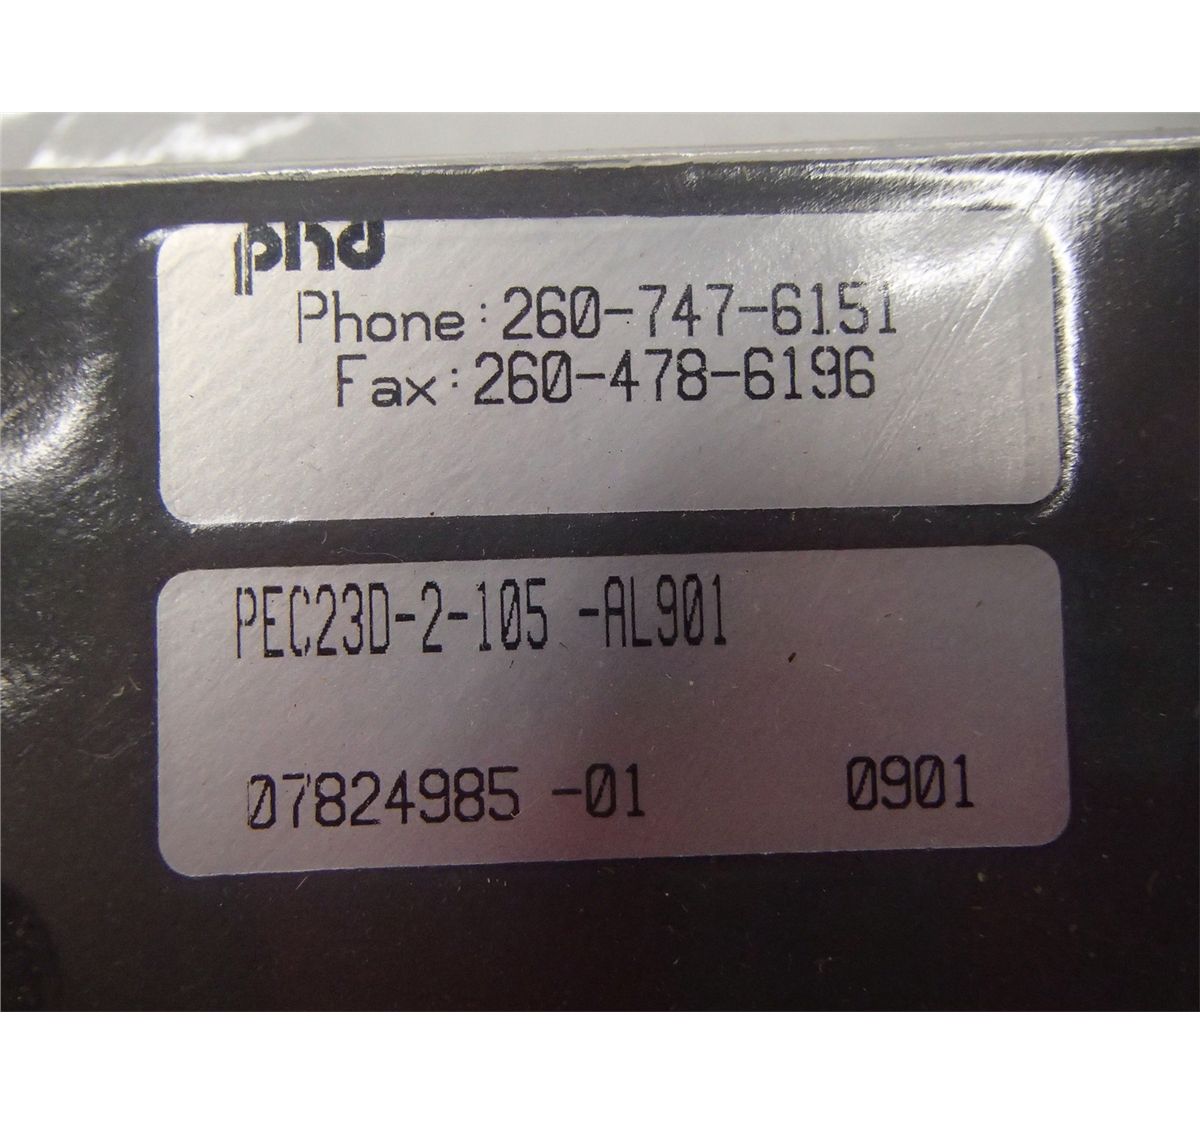 phd
Phone: 260-747-6151
Fax: 260-478-6196
PEC23D-2-105 -AL901
07824985 -01 0901